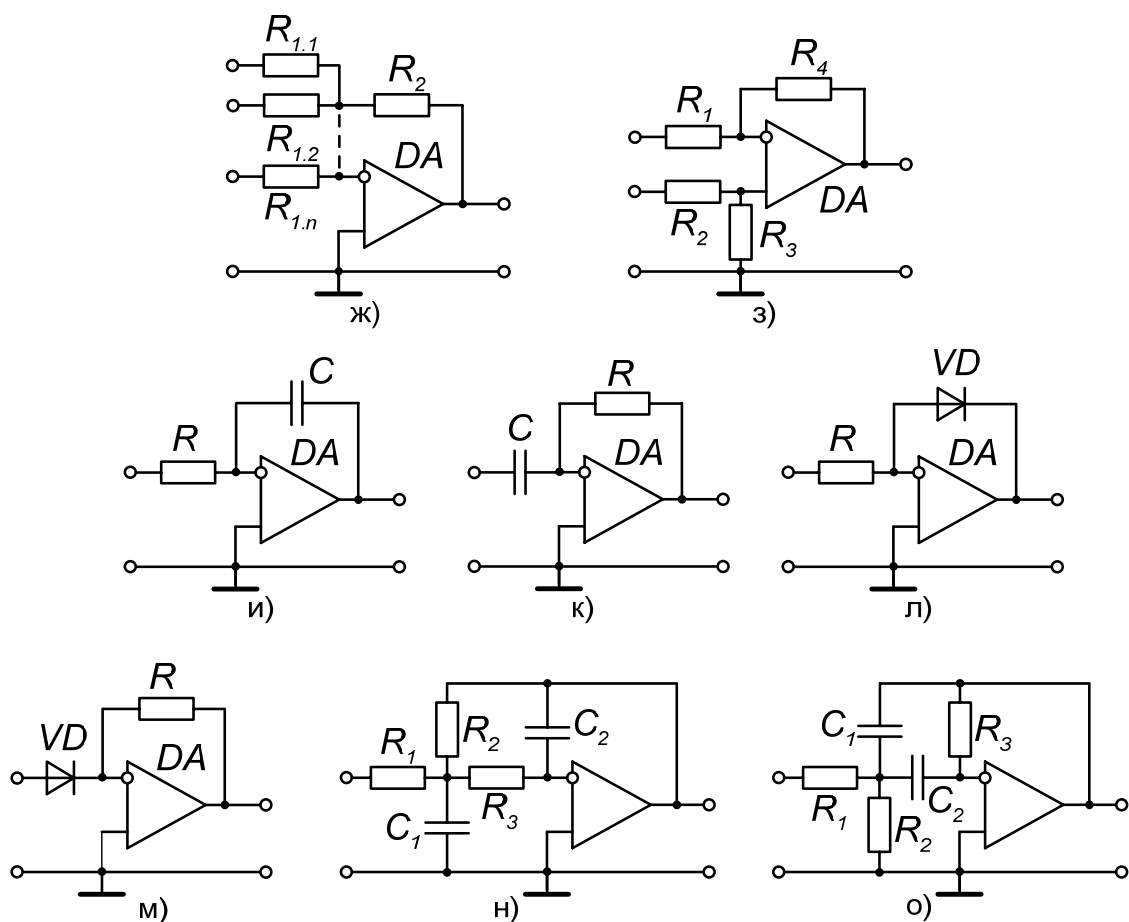 R1.1
R2
R1.2
DA
R1.n
ж)
R4
R1
R2
R3
DA
з)
C
R
DA
и)
R
C
DA
к)
VD
R
DA
л)
R
VD
DA
м)
R1
R2
C2
C1
R3
н)
C1
R3
R1
C2
R2
о)